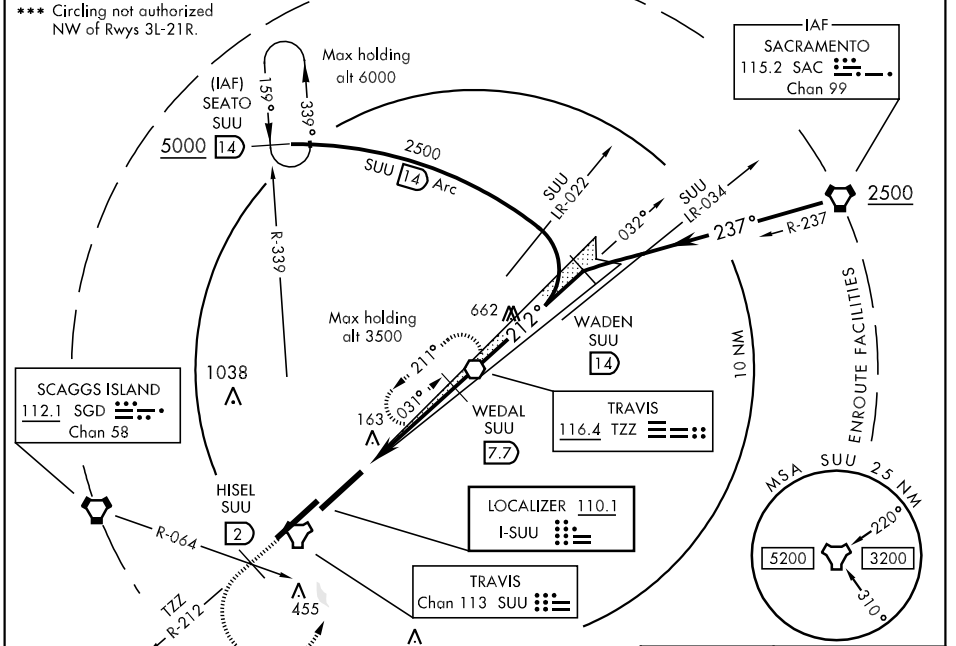 *** Circling not authorized
NW of Rwys 3L-21R.
Max holding
alt 6000
(IAF)
SEATO
SUU
5000 14
159°
339°
2500
SUU 14 Arc
R-339
IAF
SACRAMENTO
115.2 SAC
Chan 99
2500
SUU
LR-022
032°
SUU
LR-034
237°
R-237
662
212°
WADEN
SUU
14
Max holding
alt 3500
211°
031°
1038
163
WEDAL
SUU
7.7
10 NM
ENROUTE FACILITIES
TRAVIS
116.4 TZZ
SCAGGS ISLAND
112.1 SGD
Chan 58
HISEL
SUU
2
LOCALIZER 110.1
I-SUU
R-064
TRAVIS
Chan 113 SUU
455
TZZ
R-212
MSA SUU 25 NM
220°
5200
3200
310°